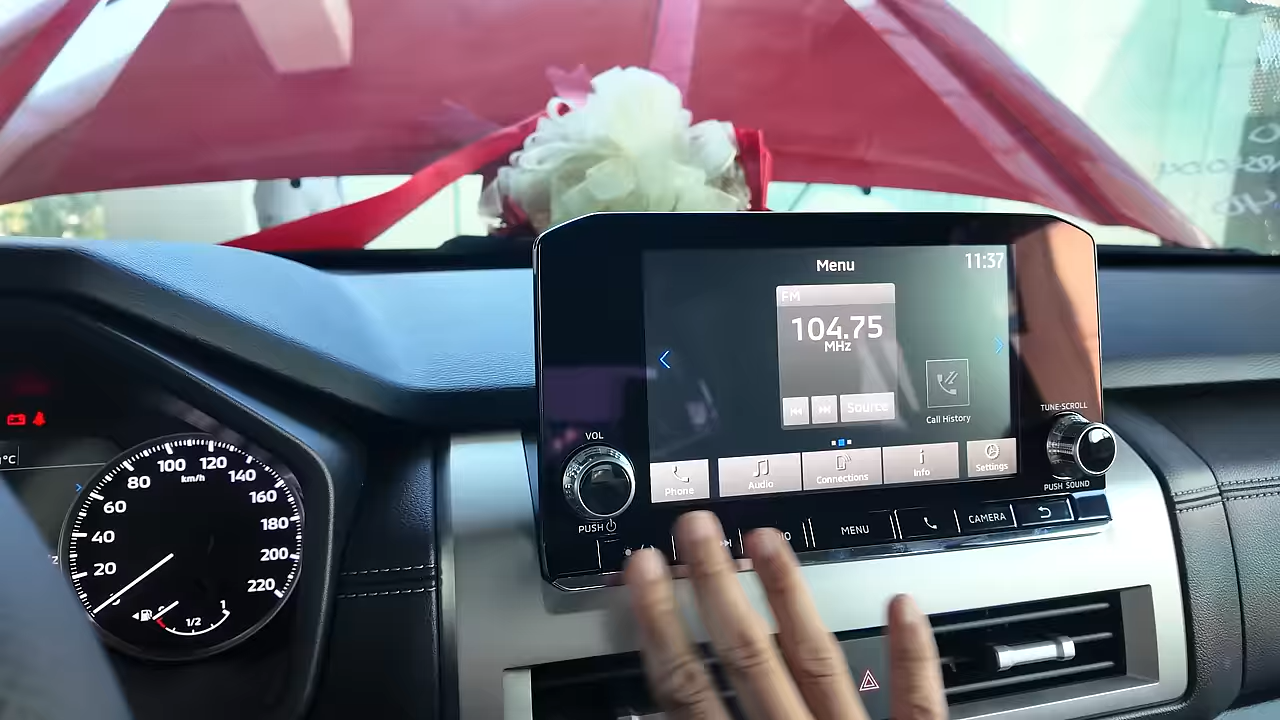 Menu
11:37
FM
104.75
MHz
Source
Call History
Phone
Audio
Connections
Info
Settings
VOL
PUSH
TUNE·SCROLL
PUSH SOUND
MENU
CAMERA
°C
20
40
60
80
100
120
140
160
180
200
220
km/h
1/2
1